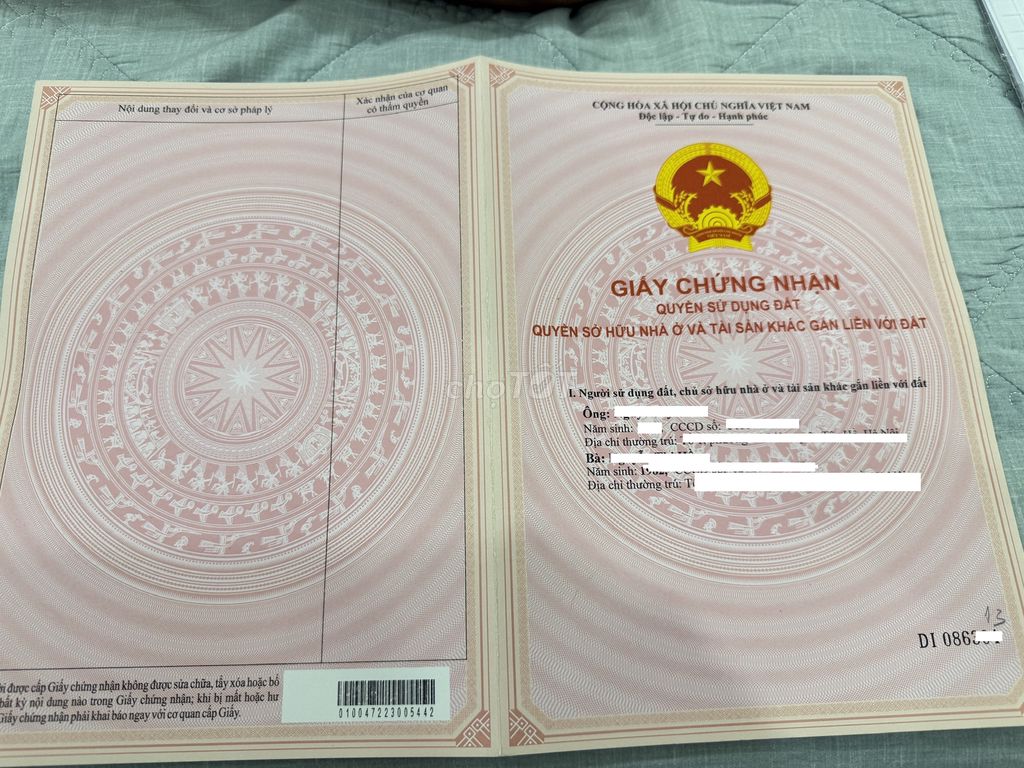 Nội dung thay đổi và cơ sở pháp lý
Xác nhận của cơ quan
có thẩm quyền
ời được cấp Giấy chứng nhận không được sửa chữa, tẩy xóa hoặc bổ
bất kỳ nội dung nào trong Giấy chứng nhận; khi bị mất hoặc hư
Giấy chứng nhận phải khai báo ngay với cơ quan cấp Giấy.
010047223005442
CỘNG HÒA XÃ HỘI CHỦ NGHĨA VIỆT NAM
Độc lập - Tự do - Hạnh phúc
GIẤY CHỨNG NHẬN
QUYỀN SỬ DỤNG ĐẤT
QUYỀN SỞ HỮU NHÀ Ở VÀ TÀI SẢN KHÁC GẮN LIỀN VỚI ĐẤT
chợTỐT
I. Người sử dụng đất, chủ sở hữu nhà ở và tài sản khác gắn liền với đất
Ông:
Năm sinh: CCCD số:
Địa chỉ thường trú:
Bà:
Năm sinh:
Địa chỉ thường trú:
13
DI 086